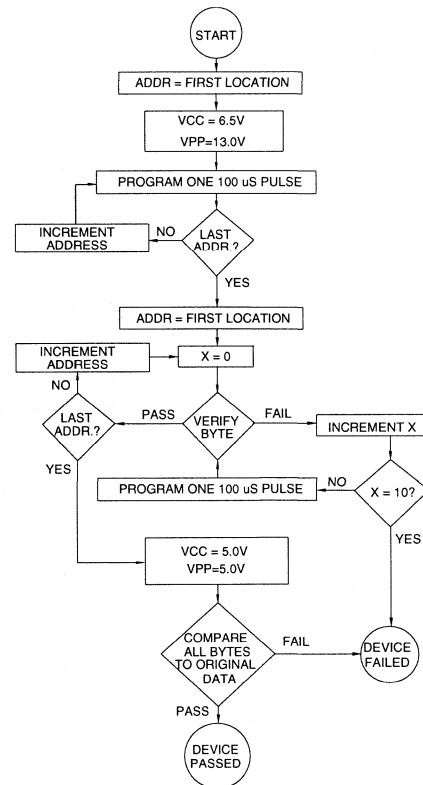 START
ADDR = FIRST LOCATION
VCC = 6.5V
VPP=13.0V
PROGRAM ONE 100 uS PULSE
INCREMENT
ADDRESS
NO
LAST
ADDR.?
YES
ADDR = FIRST LOCATION
INCREMENT
ADDRESS
X = 0
NO
LAST
ADDR.?
PASS
VERIFY
BYTE
FAIL
INCREMENT X
YES
PROGRAM ONE 100 uS PULSE
NO
X = 10?
YES
VCC = 5.0V
VPP=5.0V
COMPARE
ALL BYTES
TO ORIGINAL
DATA
FAIL
DEVICE
FAILED
PASS
DEVICE
PASSED